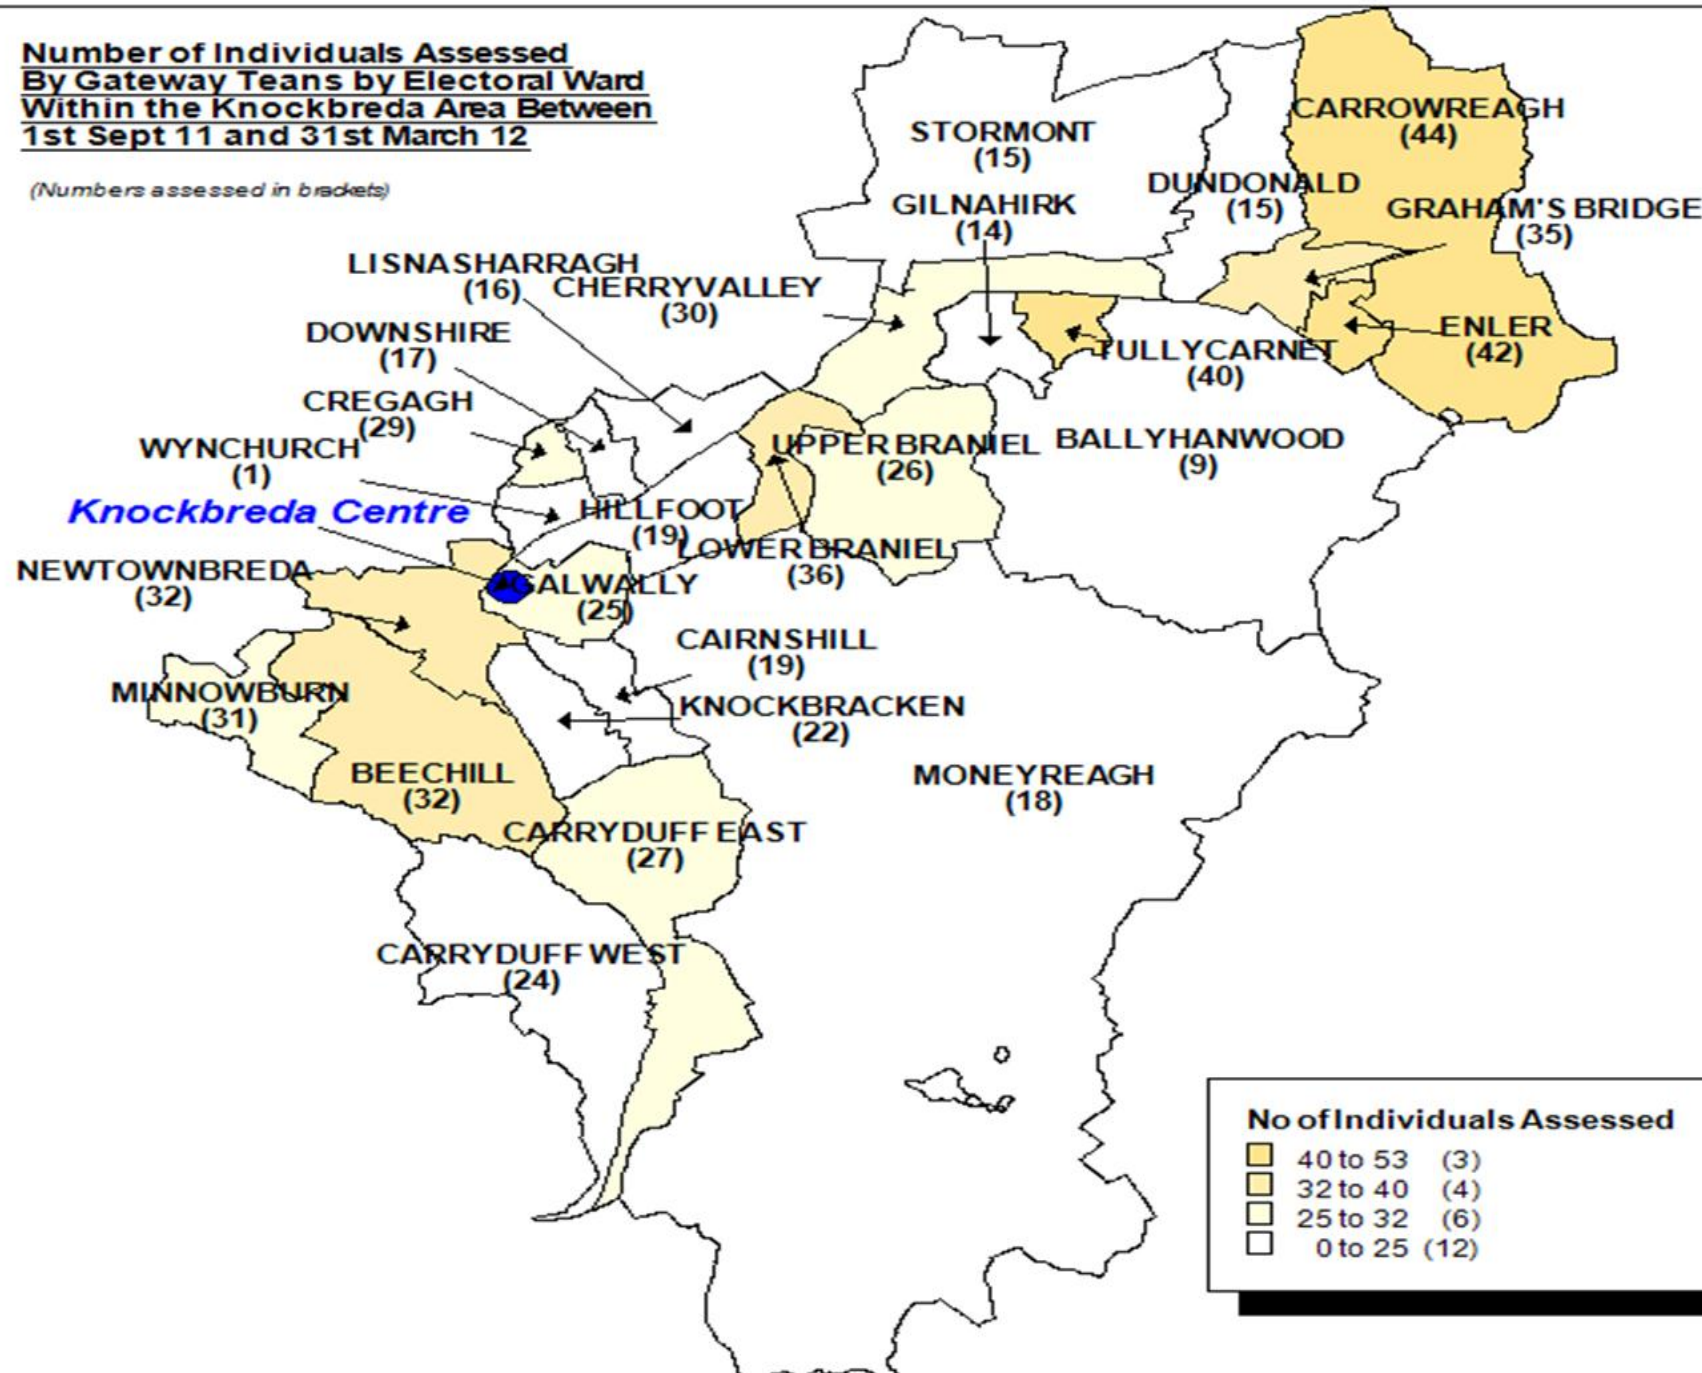 Number of Individuals Assessed
By Gateway Teans by Electoral Ward
Within the Knockbreda Area Between
1st Sept 11 and 31st March 12
(Numbers assessed in brackets)
CARROWREAGH
(44)
STORMONT
(15)
DUNDONALD
(15)
GILNAHIRK
(14)
GRAHAM'S BRIDGE
(35)
LISNASHARRAGH
(16)
CHERRYVALLEY
(30)
DOWNSHIRE
(17)
ENLER
(42)
TULLYCARNET
(40)
CREGAGH
(29)
WYNCHURCH
(1)
UPPER BRANIEL
(26)
BALLYHANWOOD
(9)
Knockbreda Centre
HILLFOOT
(19)
LOWER BRANIEL
(36)
NEWTOWNBREDA
(32)
GALWALLY
(25)
CAIRNSHILL
(19)
MINNOWBURN
(31)
KNOCKBRACKEN
(22)
BEECHILL
(32)
MONEYREAGH
(18)
CARRYDUFF EAST
(27)
CARRYDUFF WEST
(24)
No of Individuals Assessed
40 to 53 (3)
32 to 40 (4)
25 to 32 (6)
0 to 25 (12)